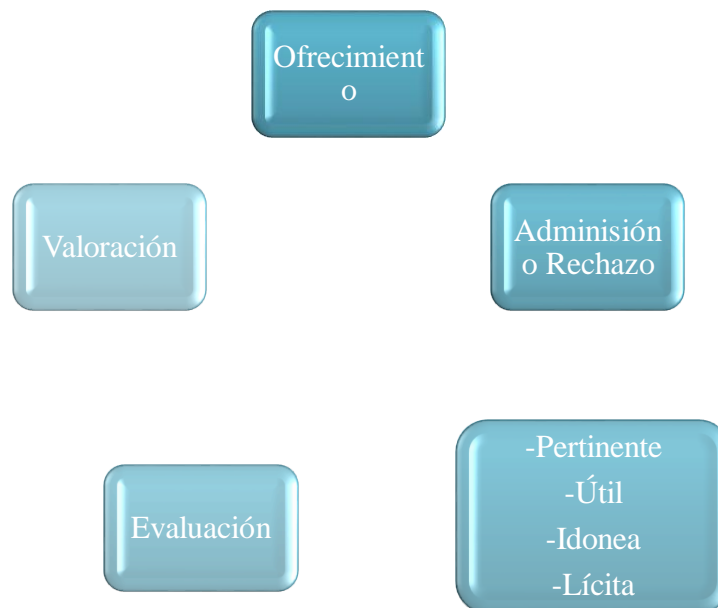 Ofrecimient
o
Adminisión
o Rechazo
-Pertinente
-Útil
-Idonea
-Lícita
Evaluación
Valoración